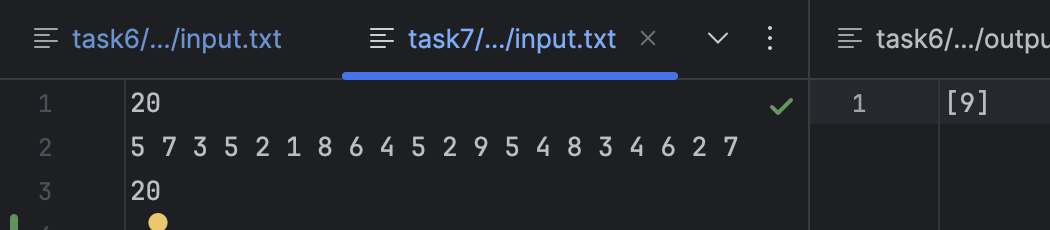 task6/.../input.txt task7/.../input.txt task6/.../outpu
1 20
2 5 7 3 5 2 1 8 6 4 5 2 9 5 4 8 3 4 6 2 7
3 20
1 [9]